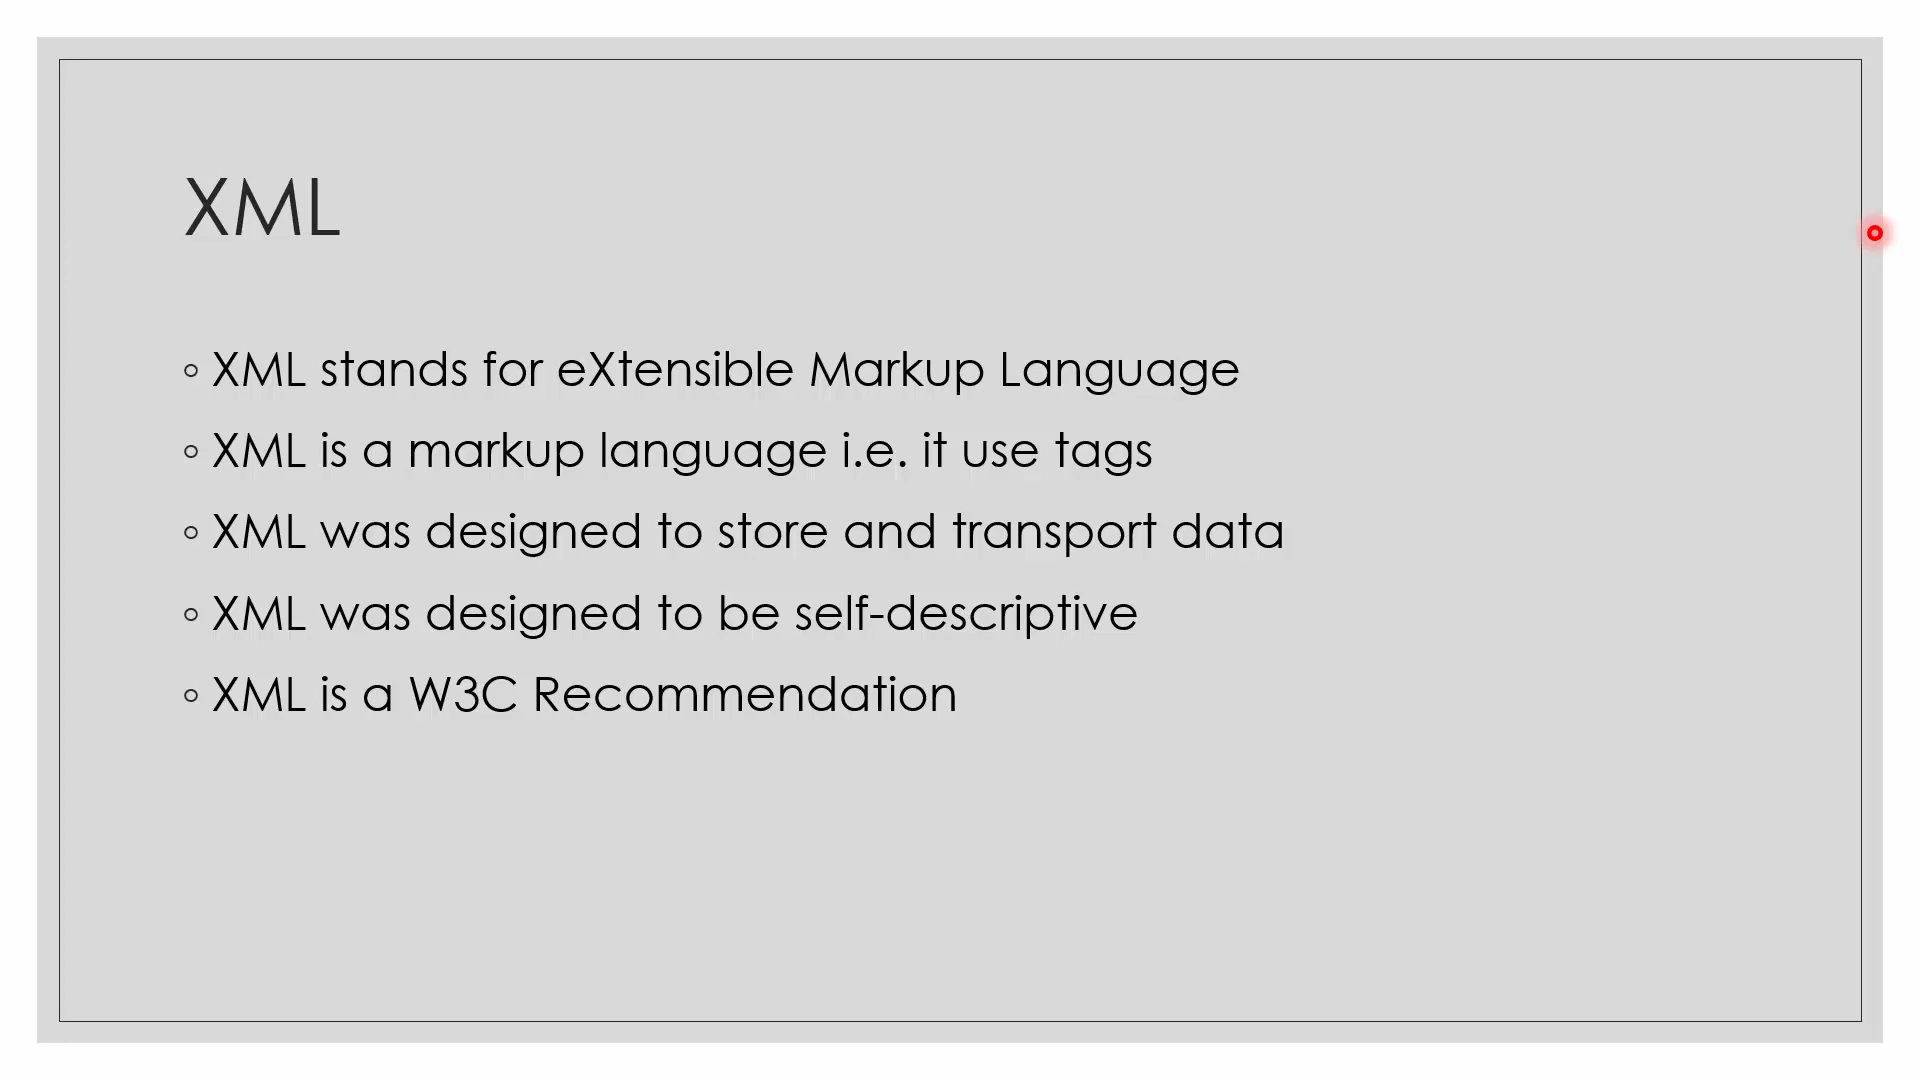 XML
◦ XML stands for eXtensible Markup Language
◦ XML is a markup language i.e. it use tags
◦ XML was designed to store and transport data
◦ XML was designed to be self-descriptive
◦ XML is a W3C Recommendation